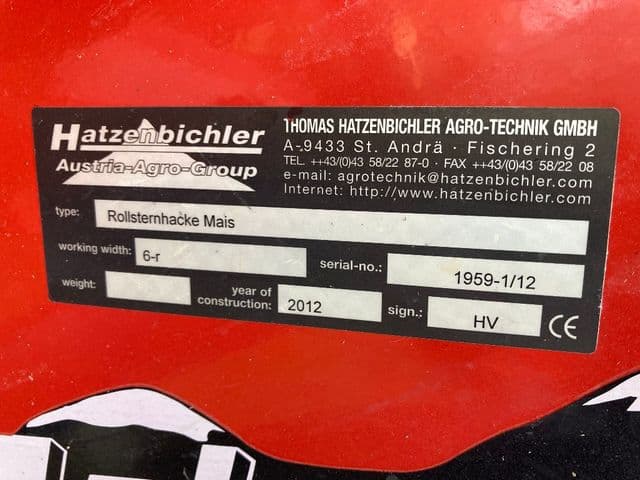 Hatzenbichler
Austria-Agro-Group
THOMAS HATZENBICHLER AGRO-TECHNIK GMBH
A-9433 St. Andrä · Fischering 2
TEL. ++43/(0)43 58/22 87-0 · FAX ++43/(0)43 58/22 08
e-mail: agrotechnik@hatzenbichler.com
Internet: http://www.hatzenbichler.com
type: Rollsternhacke Mais
working width: 6-r serial-no.: 1959-1/12
weight: year of construction: 2012 sign.: HV CE